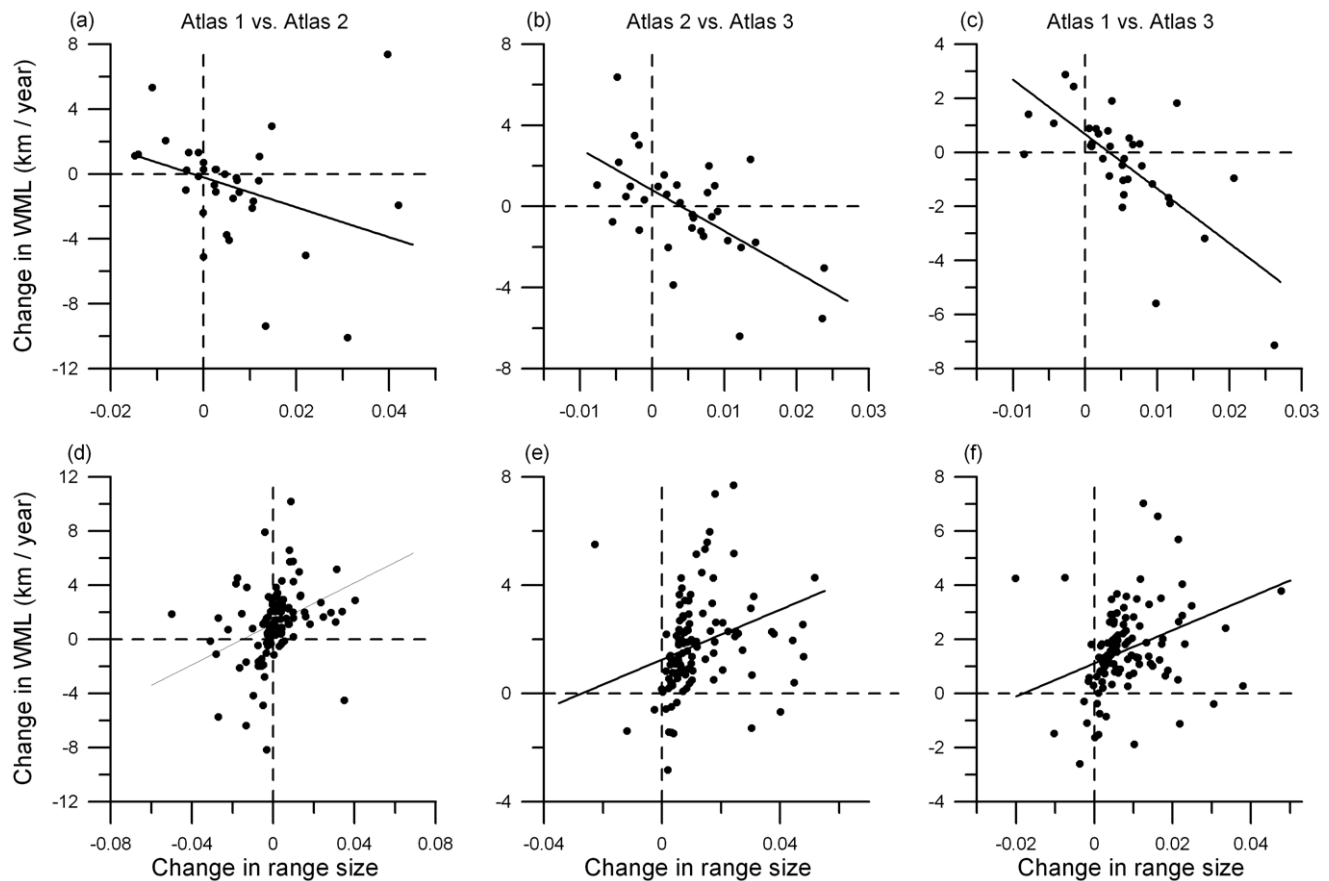 (a) Atlas 1 vs. Atlas 2
(b) Atlas 2 vs. Atlas 3
(c) Atlas 1 vs. Atlas 3
Change in WML (km / year)
8
4
0
-4
-8
-12
-0.02 0 0.02 0.04
8
4
0
-4
-8
-0.01 0 0.01 0.02 0.03
4
2
0
-2
-4
-6
-8
-0.01 0 0.01 0.02 0.03
(d)
Change in WML (km / year)
12
8
4
0
-4
-8
-12
-0.08 -0.04 0 0.04 0.08
Change in range size
(e)
8
4
0
-4
-0.04 0 0.04
Change in range size
(f)
8
6
4
2
0
-2
-4
-0.02 0 0.02 0.04
Change in range size